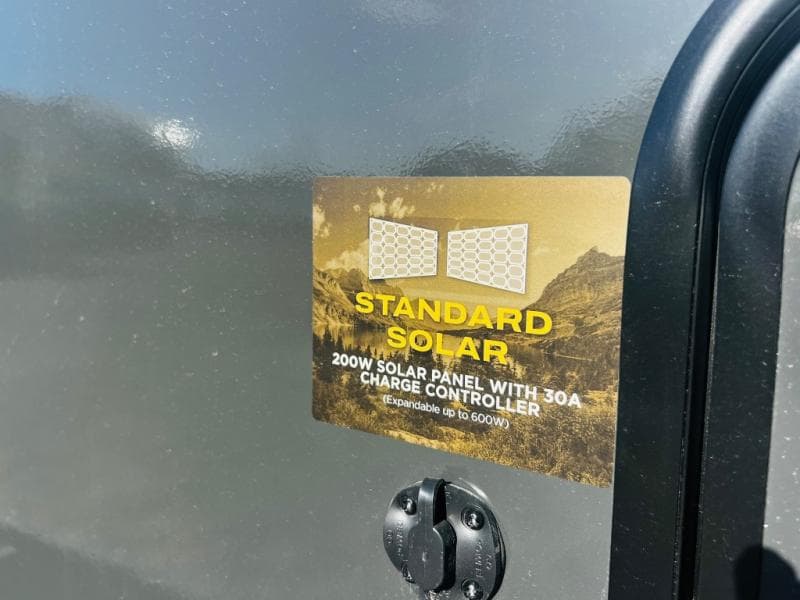 STANDARD
SOLAR
200W SOLAR PANEL WITH 30A
CHARGE CONTROLLER
(Expandable up to 600W)